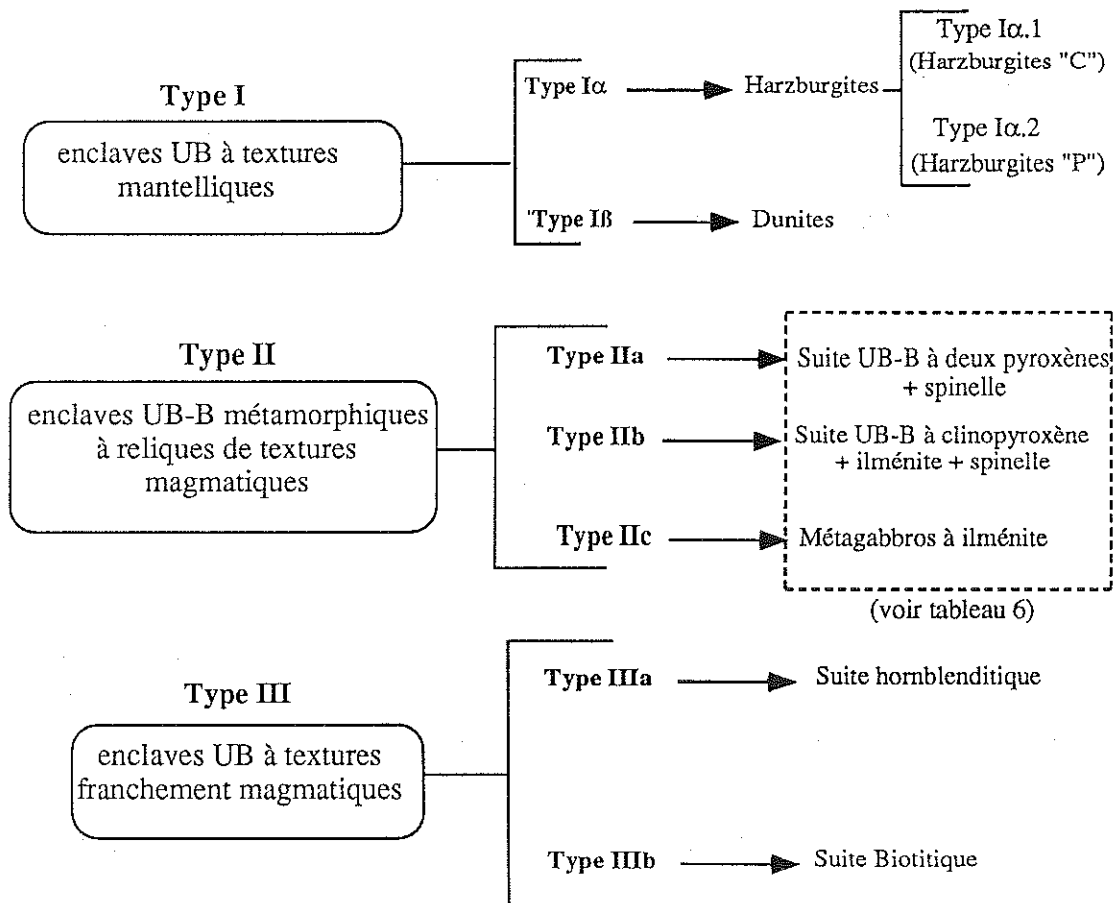 Type I
enclaves UB à textures
mantelliques
Type Iα
Harzburgites
Type Iα.1
(Harzburgites "C")
Type Iα.2
(Harzburgites "P")
'Type Iß
Dunites
Type II
enclaves UB-B métamorphiques
à reliques de textures
magmatiques
Type IIa
Suite UB-B à deux pyroxènes
+ spinelle
Type IIb
Suite UB-B à clinopyroxène
+ ilménite + spinelle
Type IIc
Métagabbros à ilménite
(voir tableau 6)
Type III
enclaves UB à textures
franchement magmatiques
Type IIIa
Suite hornblenditique
Type IIIb
Suite Biotitique